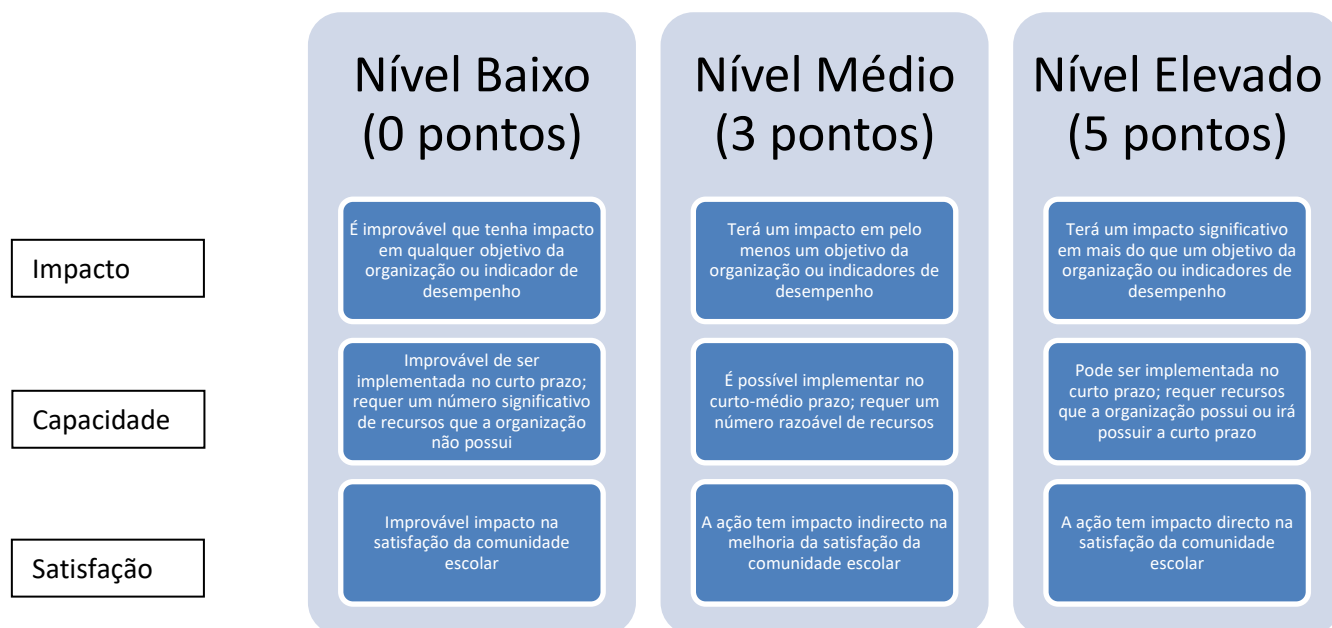 Nível Baixo
(0 pontos)
Nível Médio
(3 pontos)
Nível Elevado
(5 pontos)
Impacto
É improvável que tenha impacto
em qualquer objetivo da
organização ou indicador de
desempenho
Terá um impacto em pelo
menos um objetivo da
organização ou indicadores de
desempenho
Terá um impacto significativo
em mais do que um objetivo da
organização ou indicadores de
desempenho
Capacidade
Improvável de ser
implementada no curto prazo;
requer um número significativo
de recursos que a organização
não possui
É possível implementar no
curto-médio prazo; requer um
número razoável de recursos
Pode ser implementada no
curto prazo; requer recursos
que a organização possui ou irá
possuir a curto prazo
Satisfação
Improvável impacto na
satisfação da comunidade
escolar
A ação tem impacto indirecto na
melhoria da satisfação da
comunidade escolar
A ação tem impacto directo na
satisfação da comunidade
escolar